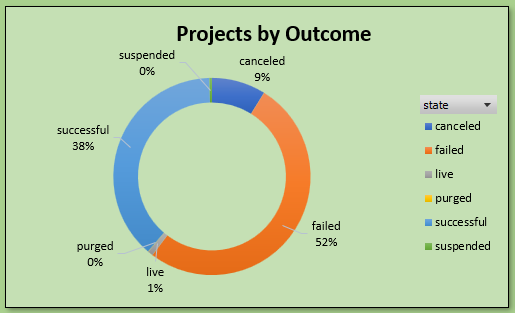 Projects by Outcome
suspended
0%
canceled
9%
successful
38%
failed
52%
purged
0%
live
1%
state
canceled
failed
live
purged
successful
suspended